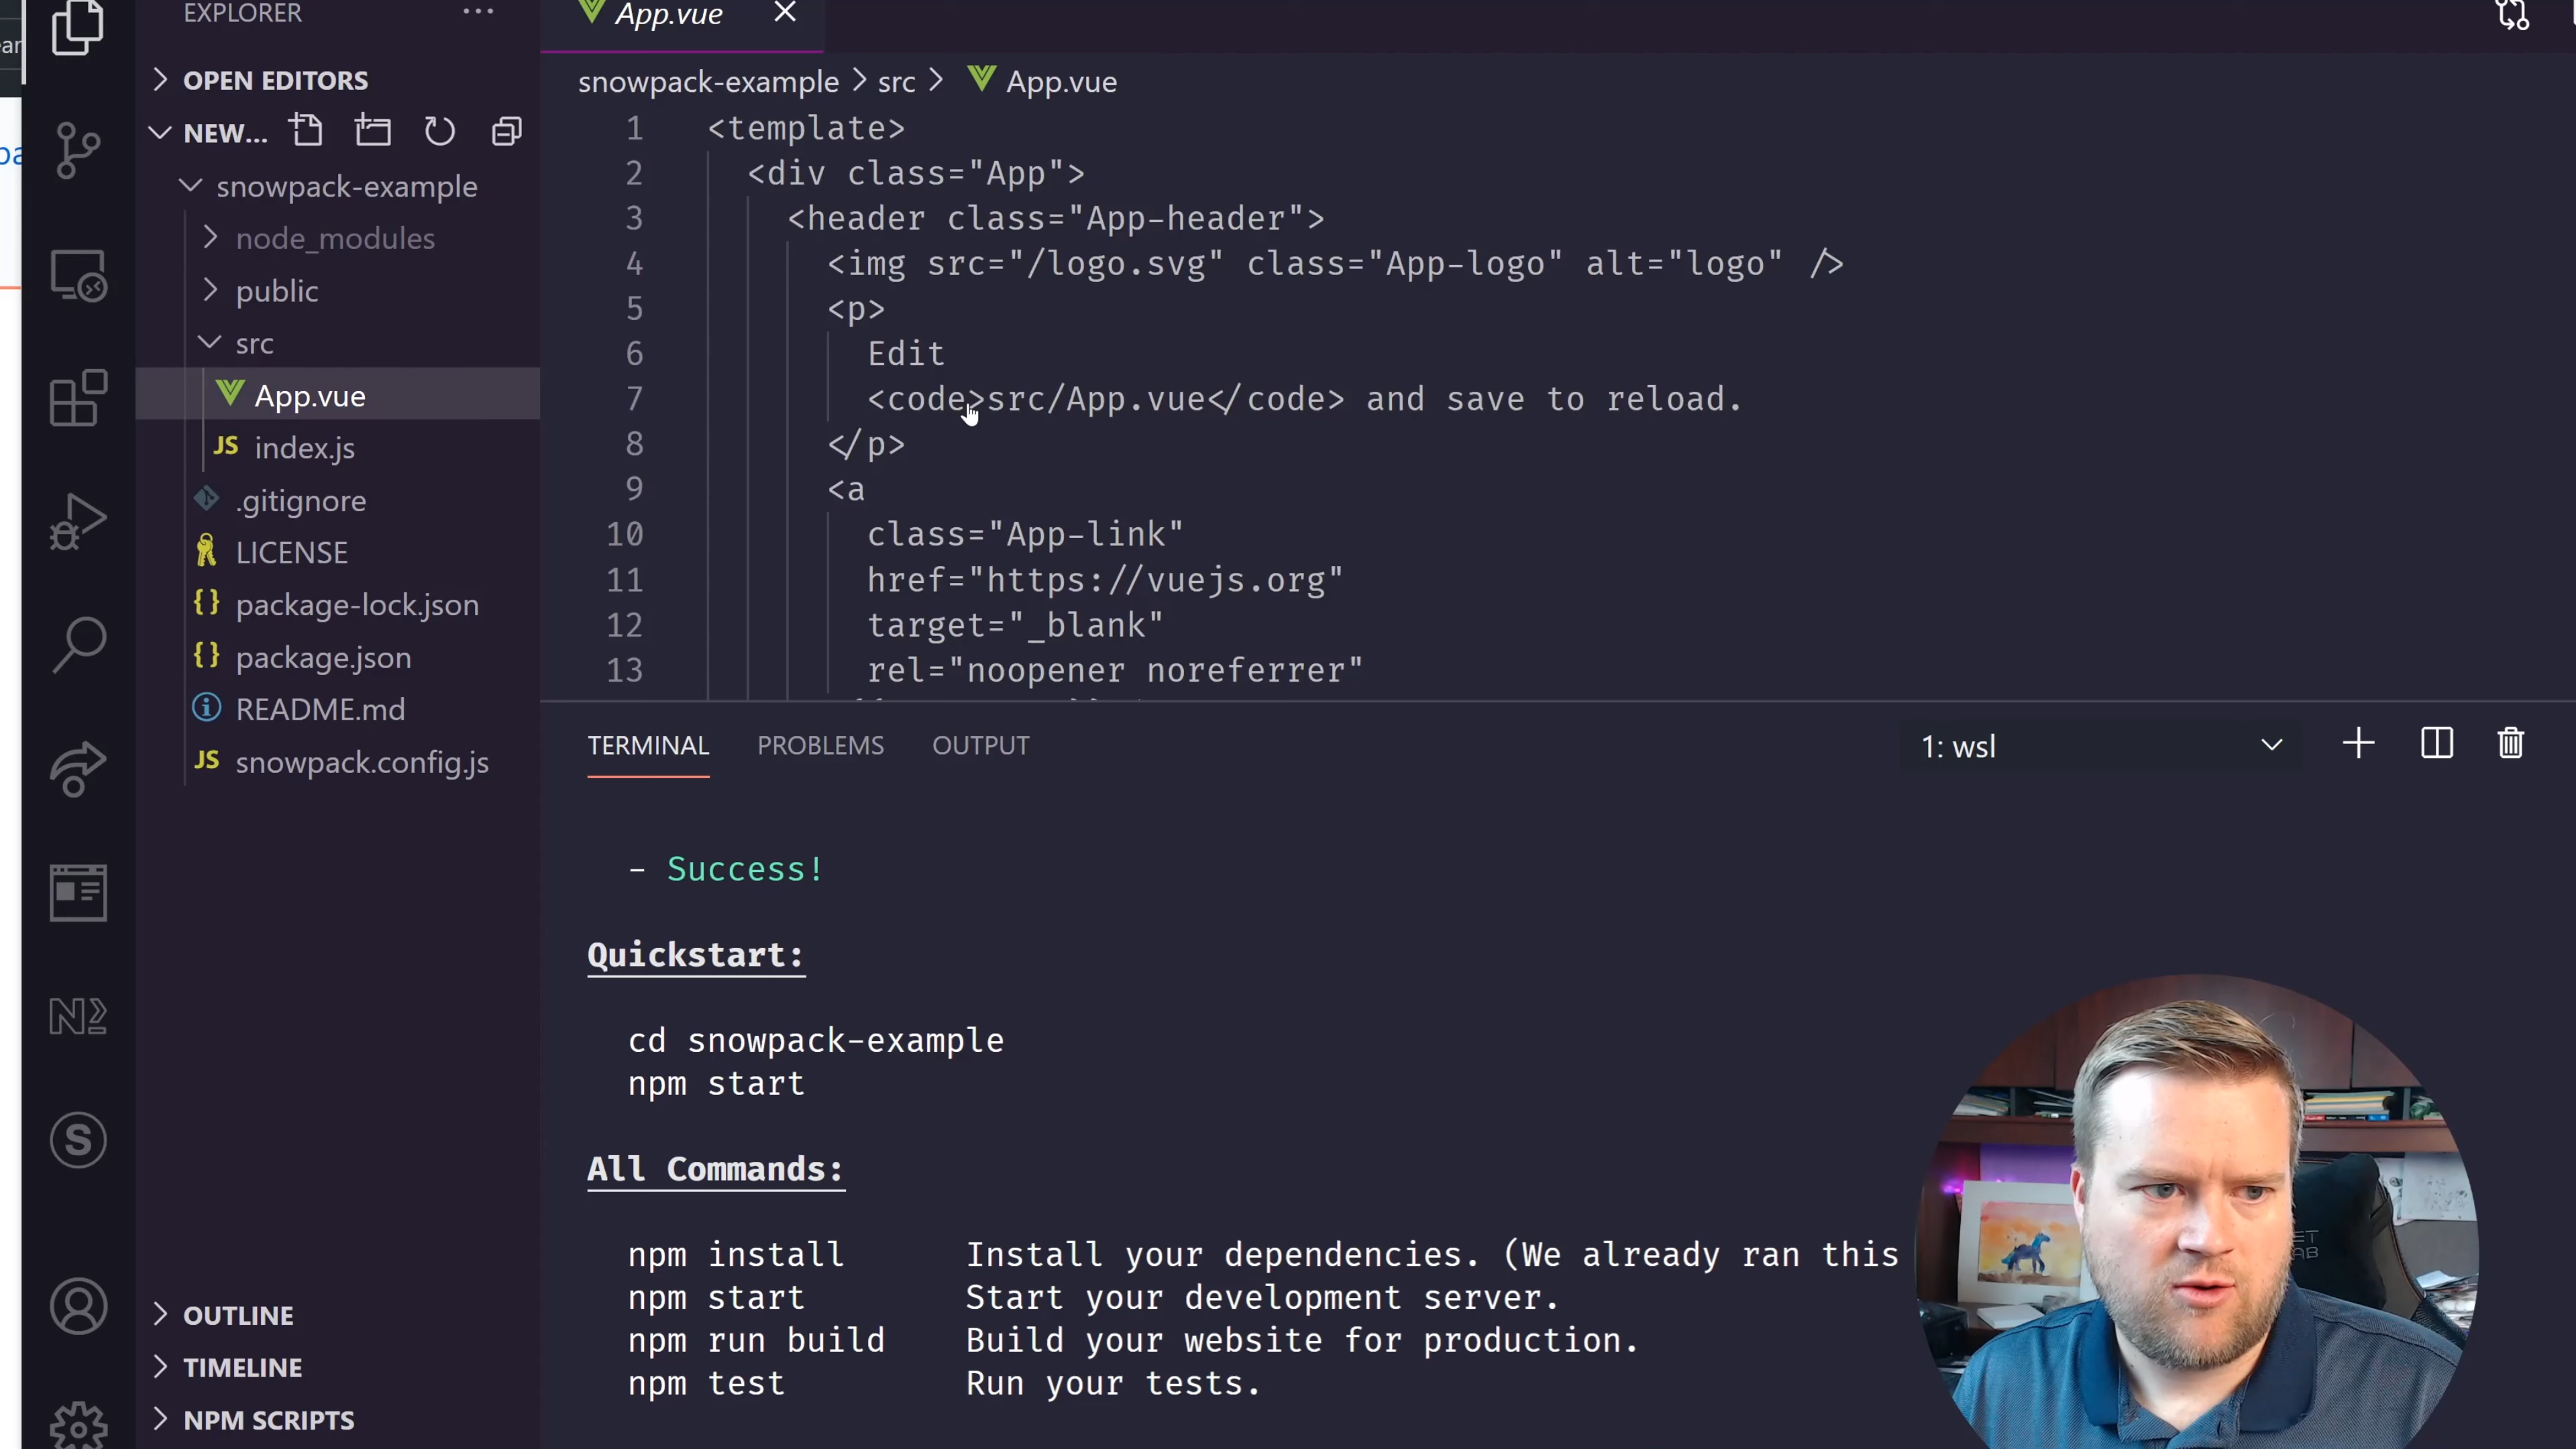 EXPLORER
OPEN EDITORS
NEW...
snowpack-example
node_modules
public
src
App.vue
JS index.js
.gitignore
LICENSE
{} package-lock.json
{} package.json
README.md
JS snowpack.config.js
OUTLINE
TIMELINE
NPM SCRIPTS
App.vue
snowpack-example > src > App.vue
1 <template>
2 <div class="App">
3 <header class="App-header">
4 <img src="/logo.svg" class="App-logo" alt="logo" />
5 <p>
6 Edit
7 <code>src/App.vue</code> and save to reload.
8 </p>
9 <a
10 class="App-link"
11 href="https://vuejs.org"
12 target="_blank"
13 rel="noopener noreferrer"
TERMINAL PROBLEMS OUTPUT
1: wsl
- Success!
Quickstart:
cd snowpack-example
npm start
All Commands:
npm install Install your dependencies. (We already ran this
npm start Start your development server.
npm run build Build your website for production.
npm test Run your tests.